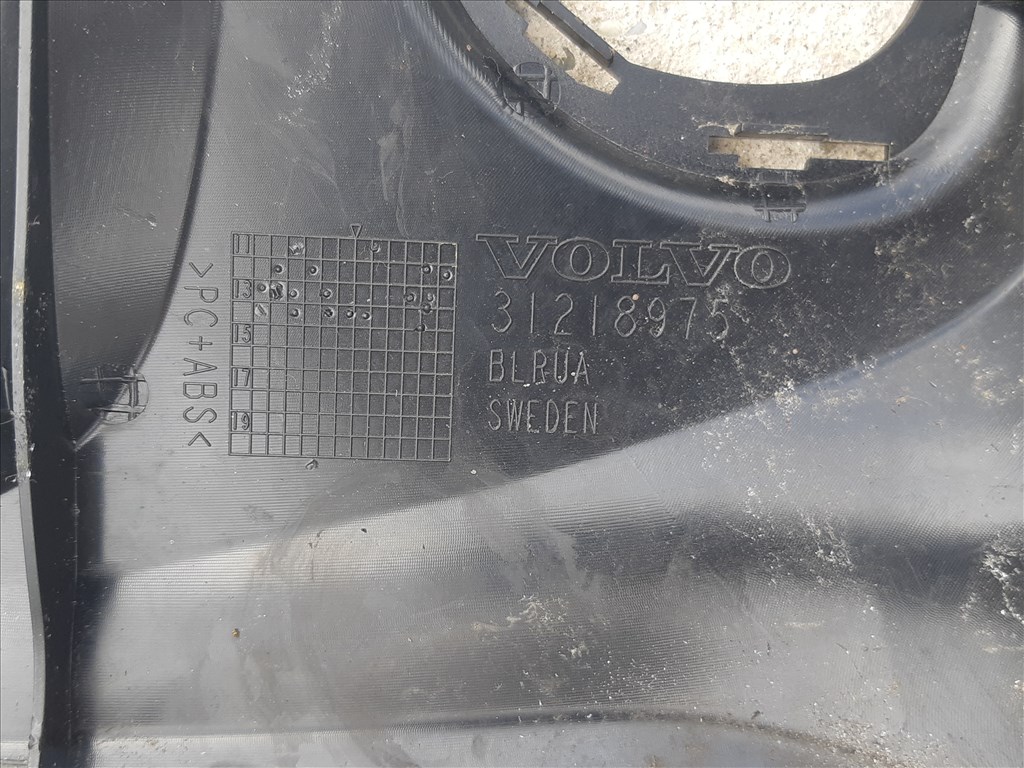 VOLVO
31218975
BLRUA
SWEDEN
>PC+ABS<
11
13
15
17
19